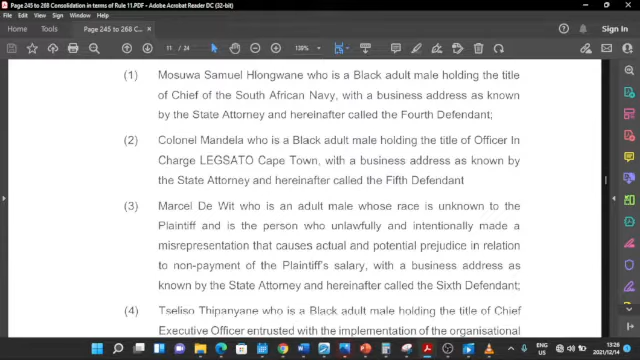 Page 245 to 268 Consolidation in terms of Rule 11.PDF - Adobe Acrobat Reader DC (32-bit)
File Edit View Sign Window Help
Home Tools Page 245 to 268 Co... × Sign In
11 / 24 128%
(1) Mosuwa Samuel Hlongwane who is a Black adult male holding the title
of Chief of the South African Navy, with a business address as known
by the State Attorney and hereinafter called the Fourth Defendant;
(2) Colonel Mandela who is a Black adult male holding the title of Officer In
Charge LEGSATO Cape Town, with a business address as known by
the State Attorney and hereinafter called the Fifth Defendant
(3) Marcel De Wit who is an adult male whose race is unknown to the
Plaintiff and is the person who unlawfully and intentionally made a
misrepresentation that causes actual and potential prejudice in relation
to non-payment of the Plaintiff's salary, with a business address as
known by the State Attorney and hereinafter called the Sixth Defendant;
(4) Tseliso Thipanyane who is a Black adult male holding the title of Chief
Executive Officer entrusted with the implementation of the organisational
ENG
US
13:26
2021/12/14